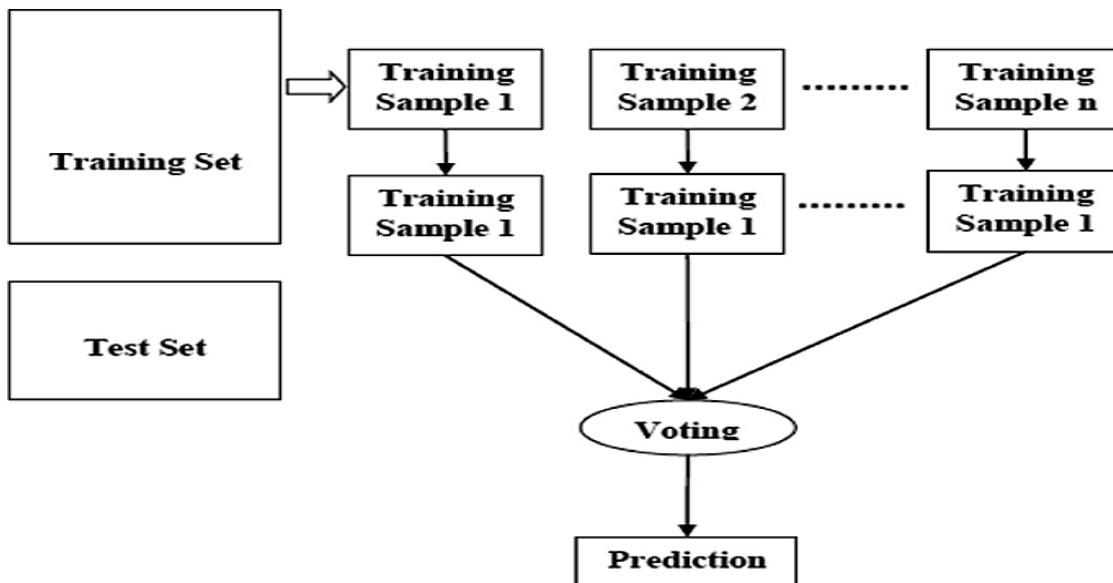 Training Set
Training
Sample 1
Training
Sample 2
Training
Sample n
Training
Sample 1
Training
Sample 1
Training
Sample 1
Test Set
Voting
Prediction